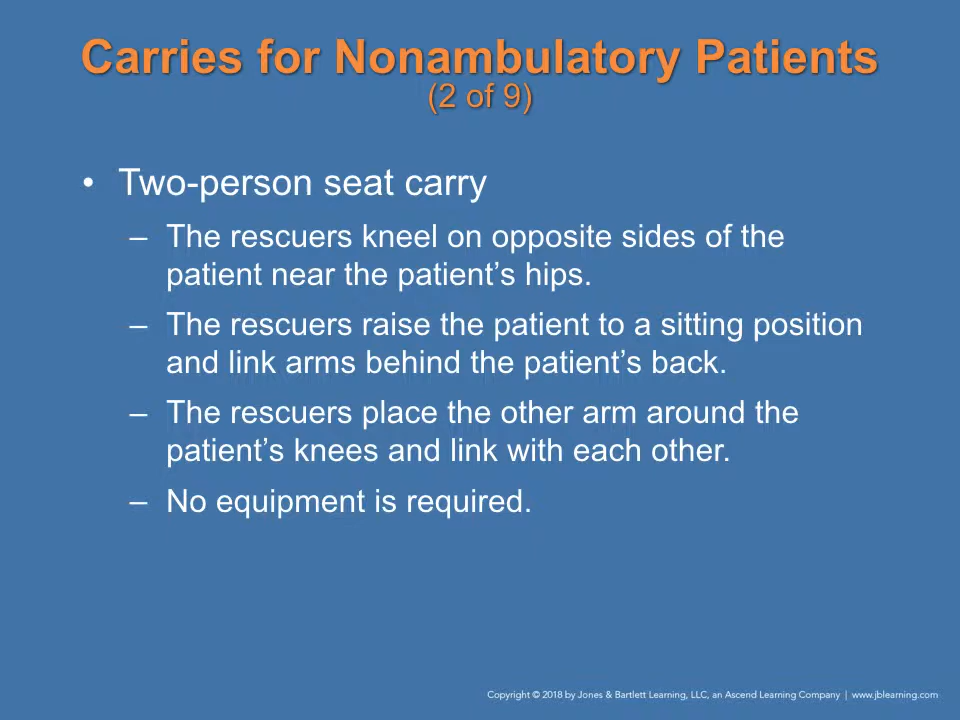 Carries for Nonambulatory Patients
(2 of 9)
• Two-person seat carry
– The rescuers kneel on opposite sides of the
patient near the patient’s hips.
– The rescuers raise the patient to a sitting position
and link arms behind the patient’s back.
– The rescuers place the other arm around the
patient’s knees and link with each other.
– No equipment is required.
Copyright © 2018 by Jones & Bartlett Learning, LLC, an Ascend Learning Company | www.jblearning.com